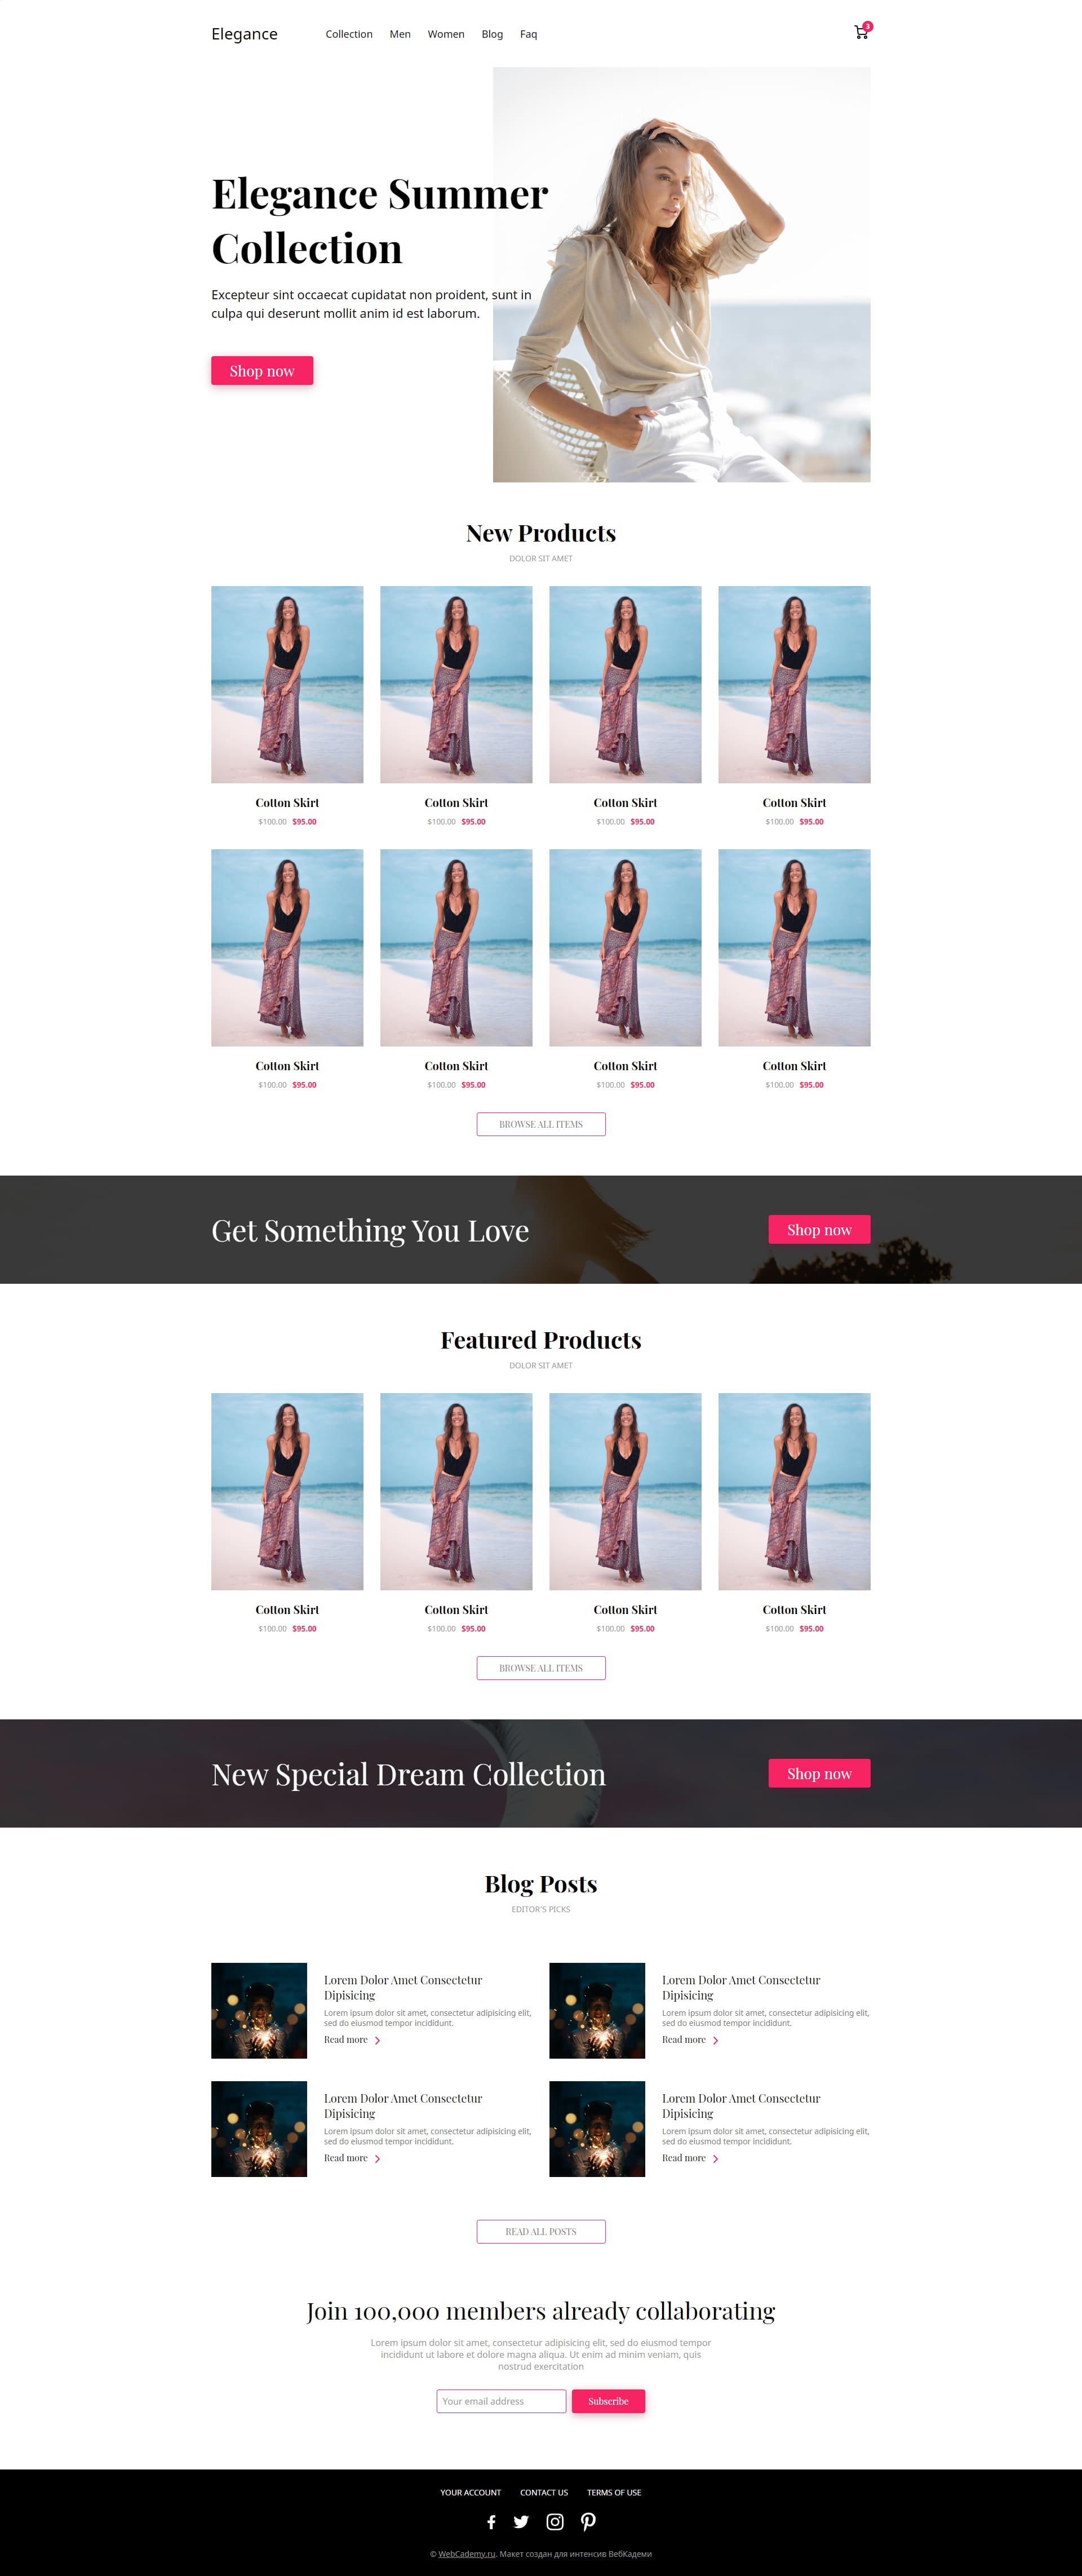 Elegance
Collection Men Women Blog Faq
3
Elegance Summer
Collection
Excepteur sint occaecat cupidatat non proident, sunt in
culpa qui deserunt mollit anim id est laborum.
Shop now
New Products
DOLOR SIT AMET
Cotton Skirt Cotton Skirt Cotton Skirt Cotton Skirt
$100.00 $95.00 $100.00 $95.00 $100.00 $95.00 $100.00 $95.00
Cotton Skirt Cotton Skirt Cotton Skirt Cotton Skirt
$100.00 $95.00 $100.00 $95.00 $100.00 $95.00 $100.00 $95.00
BROWSE ALL ITEMS
Get Something You Love
Shop now
Featured Products
DOLOR SIT AMET
Cotton Skirt Cotton Skirt Cotton Skirt Cotton Skirt
$100.00 $95.00 $100.00 $95.00 $100.00 $95.00 $100.00 $95.00
BROWSE ALL ITEMS
New Special Dream Collection
Shop now
Blog Posts
EDITOR'S PICKS
Lorem Dolor Amet Consectetur
Dipisicing
Lorem ipsum dolor sit amet, consectetur adipisicing elit,
sed do eiusmod tempor incididunt.
Read more
Lorem Dolor Amet Consectetur
Dipisicing
Lorem ipsum dolor sit amet, consectetur adipisicing elit,
sed do eiusmod tempor incididunt.
Read more
Lorem Dolor Amet Consectetur
Dipisicing
Lorem ipsum dolor sit amet, consectetur adipisicing elit,
sed do eiusmod tempor incididunt.
Read more
Lorem Dolor Amet Consectetur
Dipisicing
Lorem ipsum dolor sit amet, consectetur adipisicing elit,
sed do eiusmod tempor incididunt.
Read more
READ ALL POSTS
Join 100,000 members already collaborating
Lorem ipsum dolor sit amet, consectetur adipisicing elit, sed do eiusmod tempor
incididunt ut labore et dolore magna aliqua. Ut enim ad minim veniam, quis
nostrud exercitation
Your email address
Subscribe
YOUR ACCOUNT CONTACT US TERMS OF USE
© WebCademy.ru. Макет создан для интенсив ВебКадеми